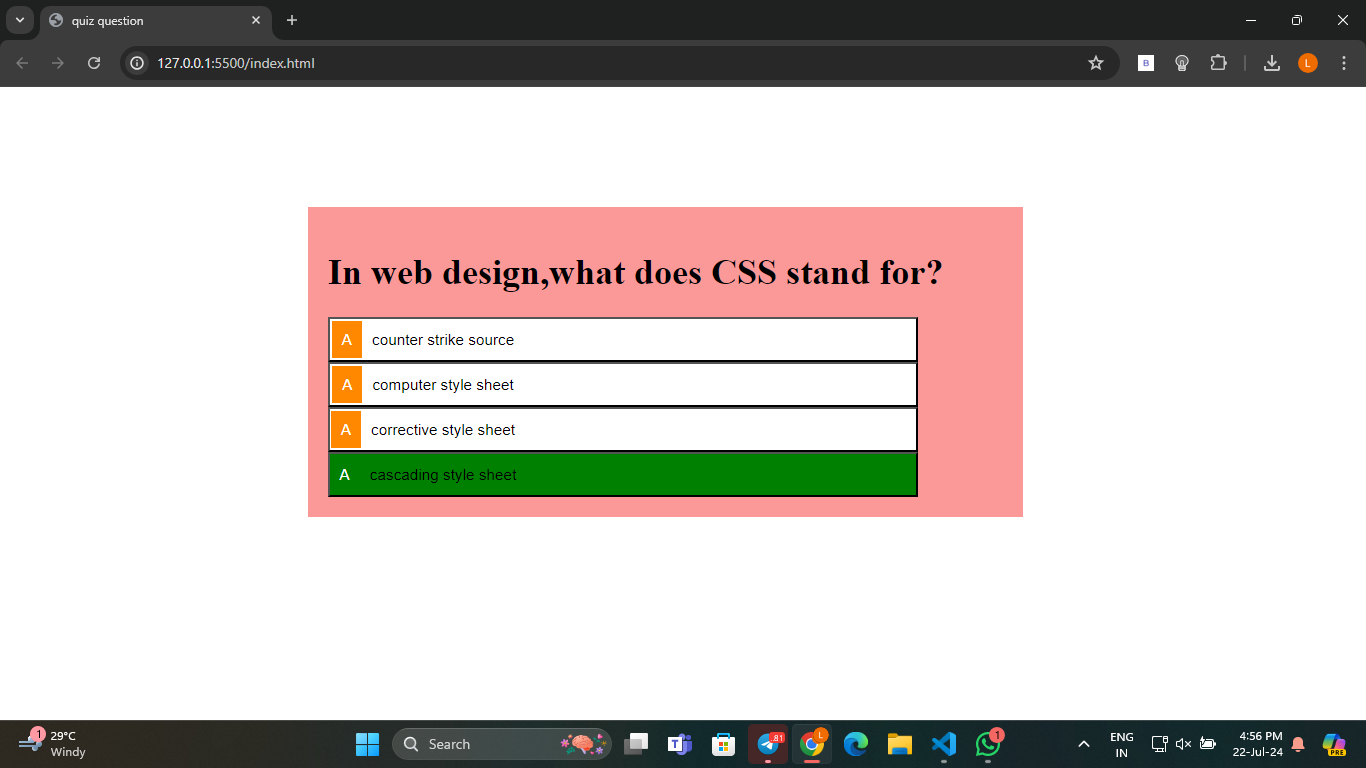 quiz question
127.0.0.1:5500/index.html
B
L
In web design,what does CSS stand for?
A counter strike source
A computer style sheet
A corrective style sheet
A cascading style sheet
1
29°C
Windy
Search
T
81
L
1
ENG
IN
4:56 PM
22-Jul-24
PRE